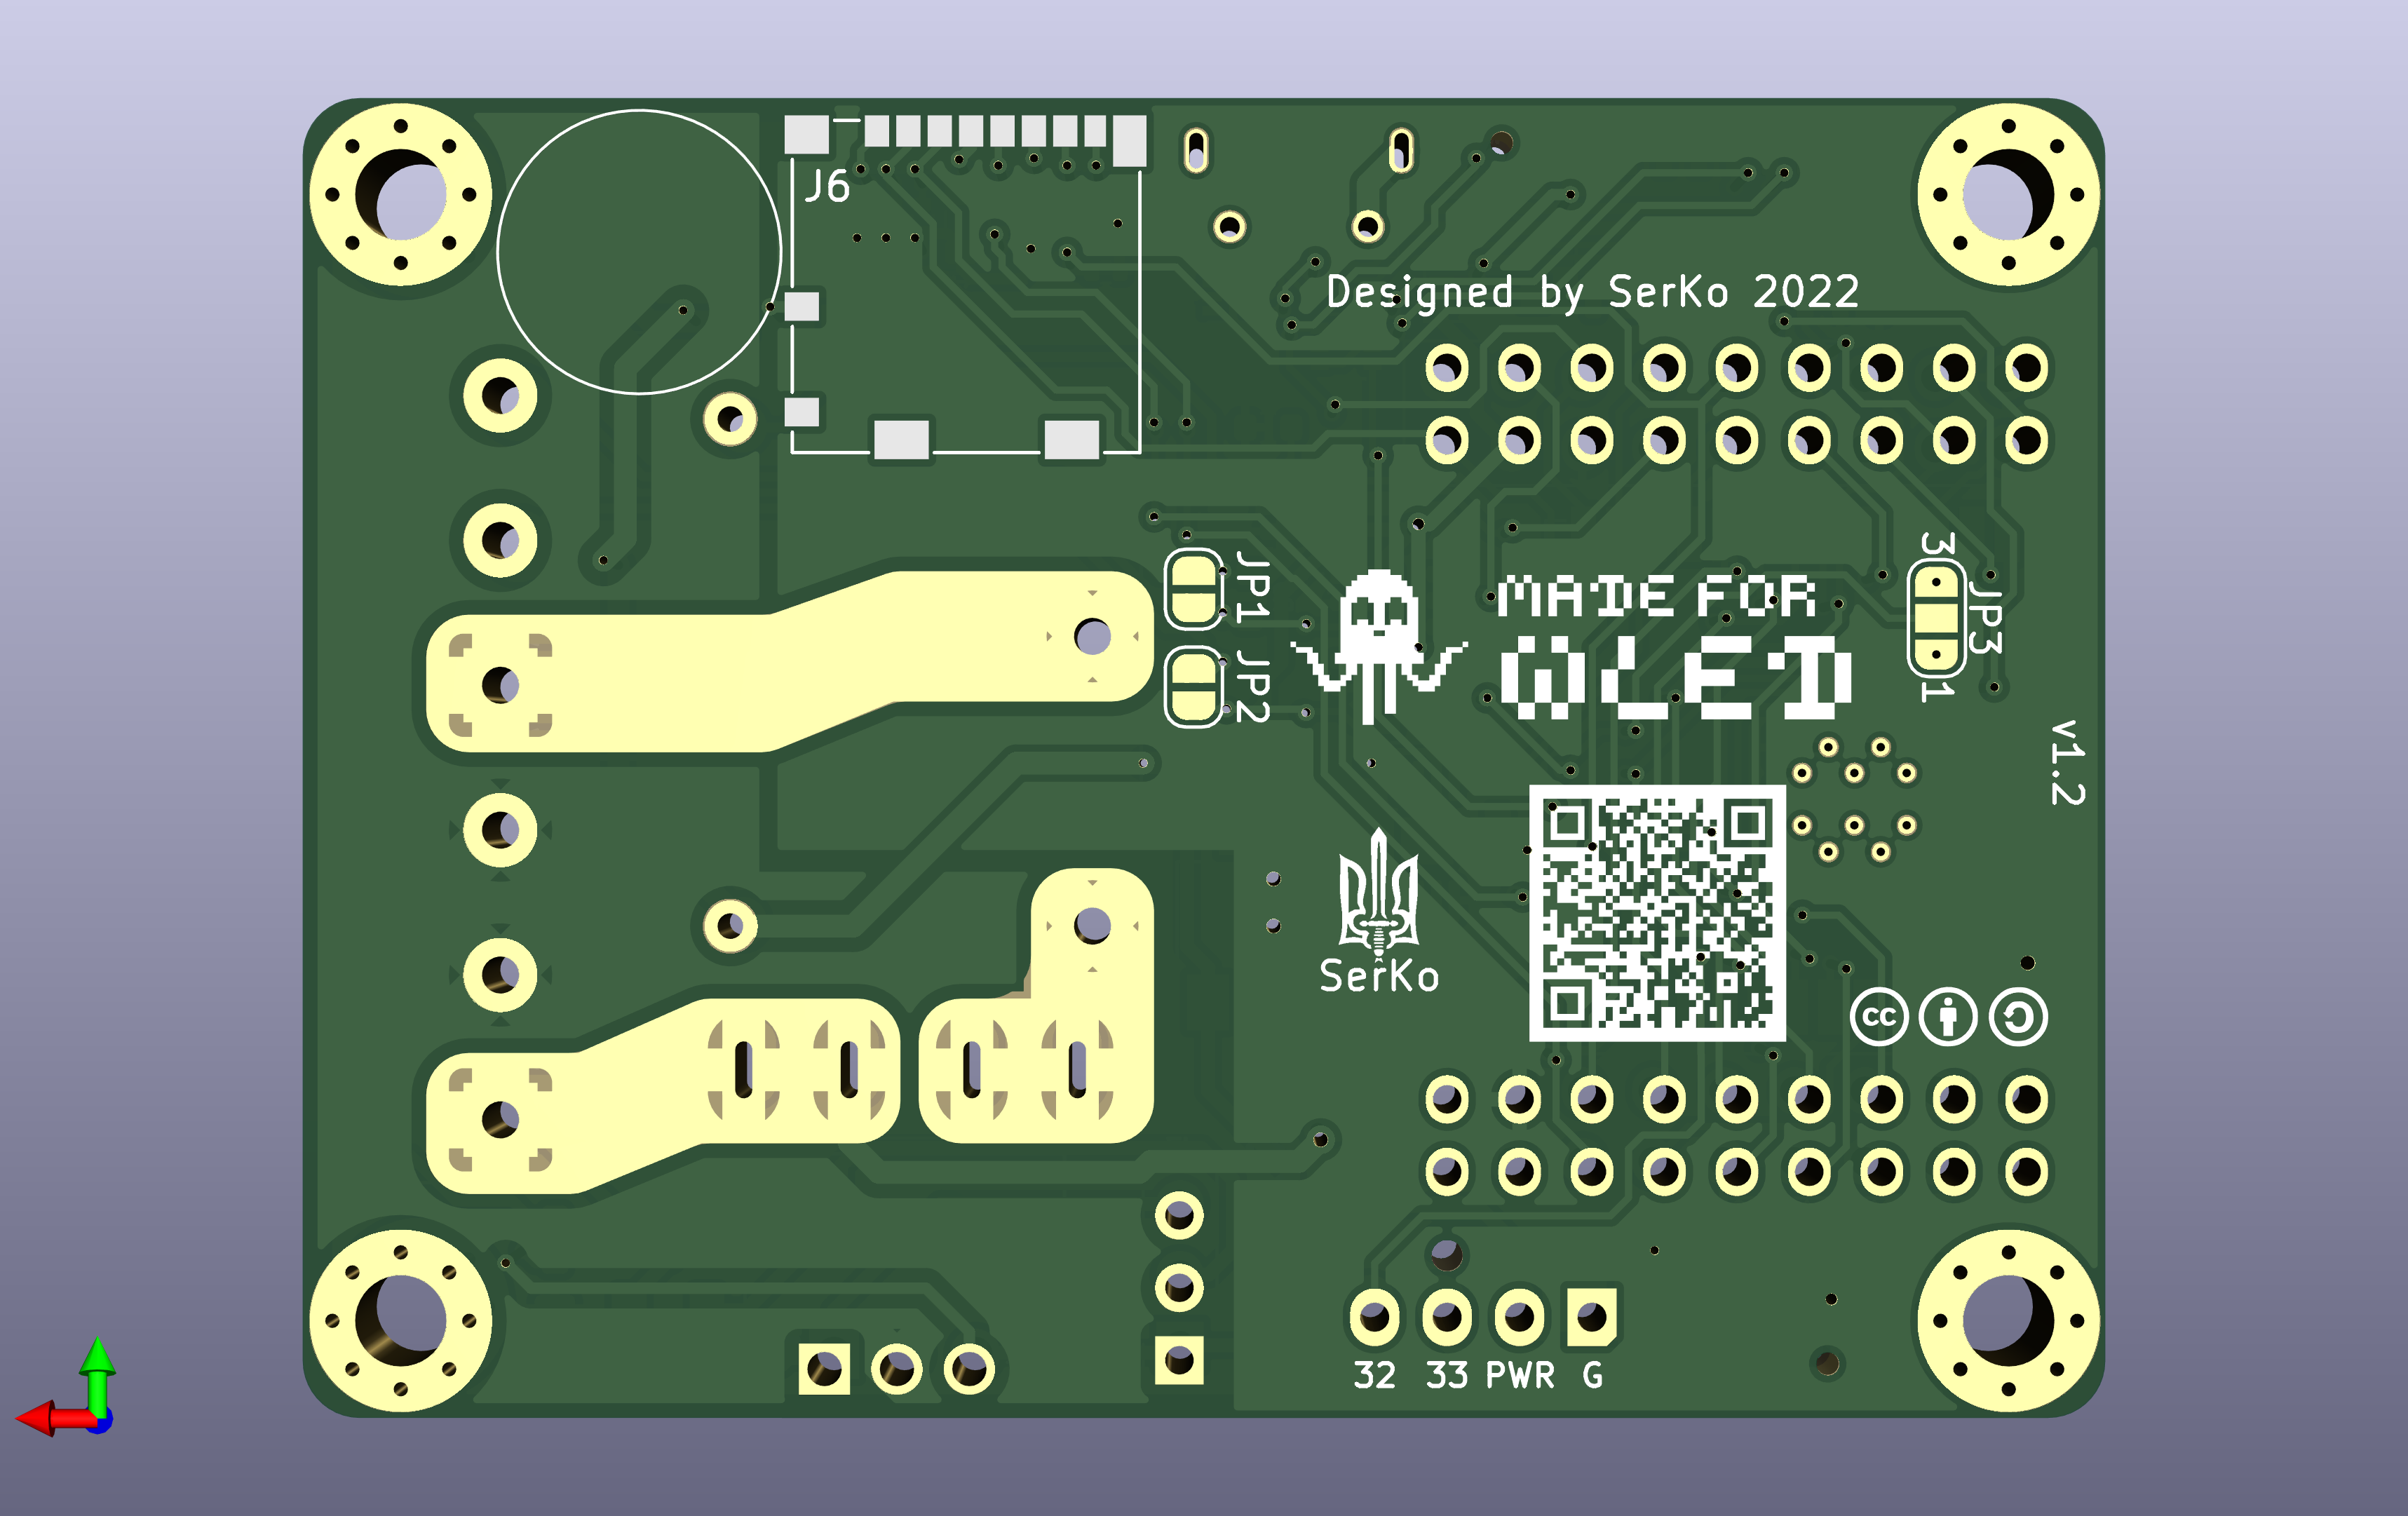 J6
Designed by SerKo 2022
JP1
JP2
MADE FOR
WLED
3
JP3
1
v1.2
SerKo
cc
32 33 PWR G